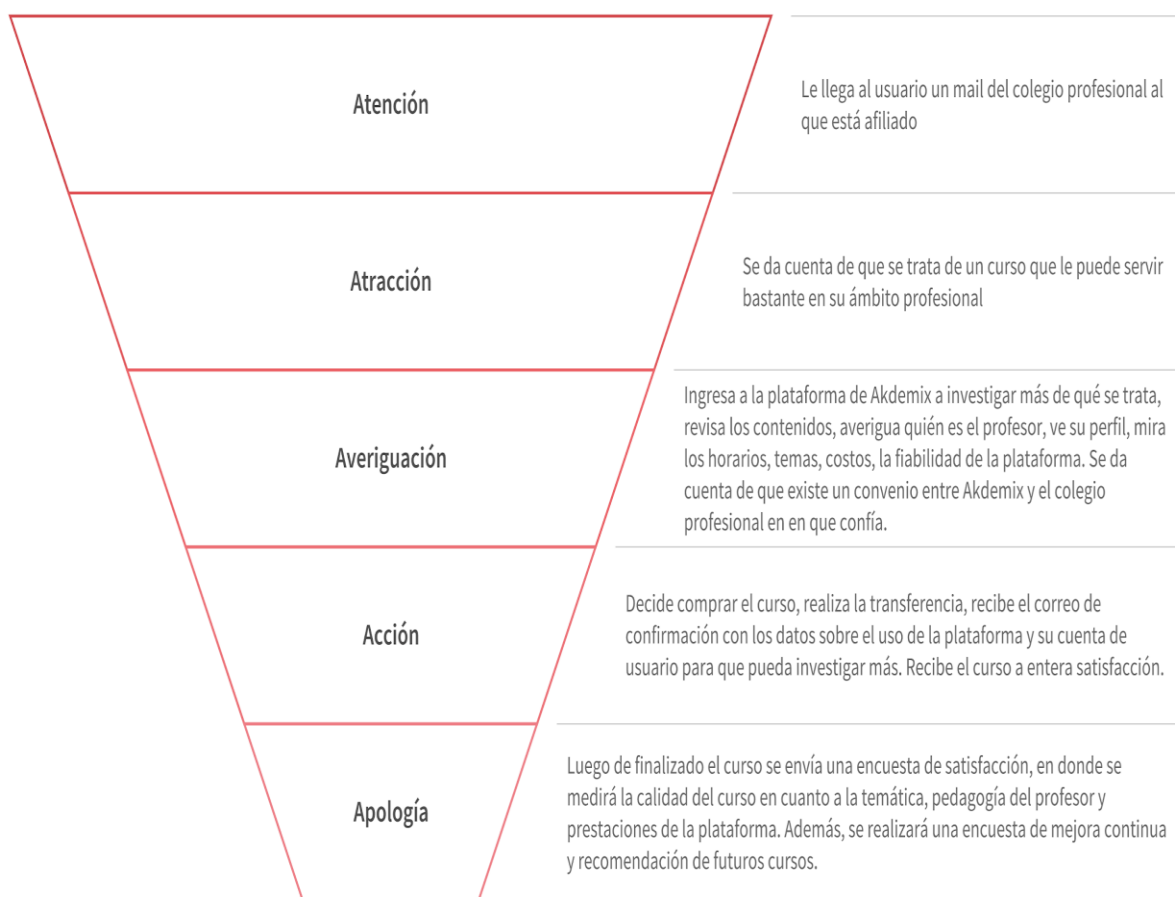 Atención
Le llega al usuario un mail del colegio profesional al
que está afiliado
Atracción
Se da cuenta de que se trata de un curso que le puede servir
bastante en su ámbito profesional
Averiguación
Ingresa a la plataforma de Akdemix a investigar más de qué se trata,
revisa los contenidos, averigua quién es el profesor, ve su perfil, mira
los horarios, temas, costos, la fiabilidad de la plataforma. Se da
cuenta de que existe un convenio entre Akdemix y el colegio
profesional en en que confía.
Acción
Decide comprar el curso, realiza la transferencia, recibe el correo de
confirmación con los datos sobre el uso de la plataforma y su cuenta de
usuario para que pueda investigar más. Recibe el curso a entera satisfacción.
Apología
Luego de finalizado el curso se envía una encuesta de satisfacción, en donde se
medirá la calidad del curso en cuanto a la temática, pedagogía del profesor y
prestaciones de la plataforma. Además, se realizará una encuesta de mejora continua
y recomendación de futuros cursos.